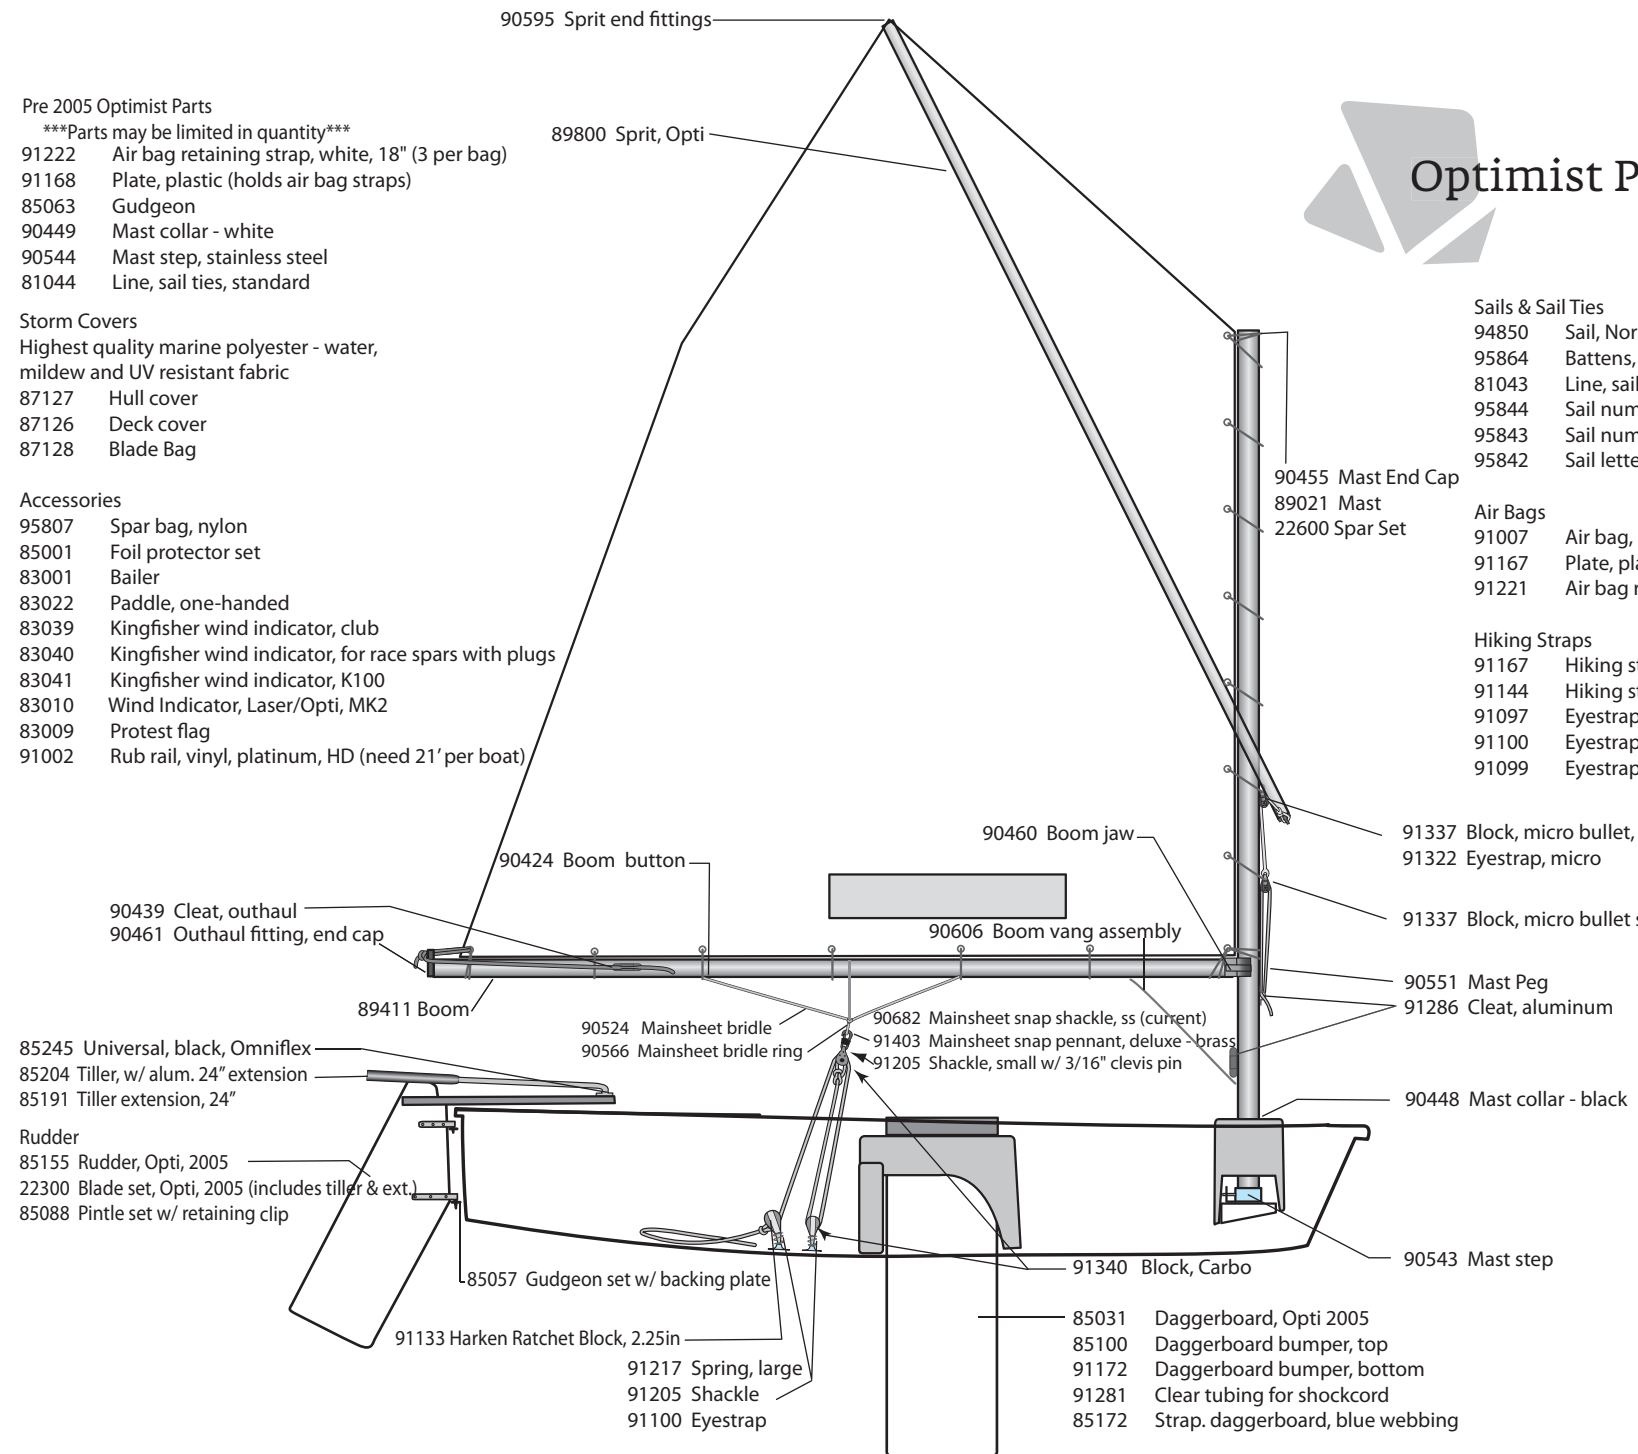 90595 Sprit end fittings
Pre 2005 Optimist Parts
***Parts may be limited in quantity***
91222 Air bag retaining strap, white, 18" (3 per bag)
91168 Plate, plastic (holds air bag straps)
85063 Gudgeon
90449 Mast collar - white
90544 Mast step, stainless steel
81044 Line, sail ties, standard
Storm Covers
Highest quality marine polyester - water,
mildew and UV resistant fabric
87127 Hull cover
87126 Deck cover
87128 Blade Bag
Accessories
95807 Spar bag, nylon
85001 Foil protector set
83001 Bailer
83022 Paddle, one-handed
83039 Kingfisher wind indicator, club
83040 Kingfisher wind indicator, for race spars with plugs
83041 Kingfisher wind indicator, K100
83010 Wind Indicator, Laser/Opti, MK2
83009 Protest flag
91002 Rub rail, vinyl, platinum, HD (need 21' per boat)
89800 Sprit, Opti
Optimist P
Sails & Sail Ties
94850 Sail, Nor
95864 Battens,
81043 Line, sail
95844 Sail num
95843 Sail num
95842 Sail lette
90455 Mast End Cap
89021 Mast
22600 Spar Set
Air Bags
91007 Air bag,
91167 Plate, pla
91221 Air bag r
Hiking Straps
91167 Hiking st
91144 Hiking st
91097 Eyestrap
91100 Eyestrap
91099 Eyestrap
91337 Block, micro bullet,
91322 Eyestrap, micro
91337 Block, micro bullet s
90460 Boom jaw
90424 Boom button
90439 Cleat, outhaul
90461 Outhaul fitting, end cap
90606 Boom vang assembly
90551 Mast Peg
91286 Cleat, aluminum
89411 Boom
90524 Mainsheet bridle
90566 Mainsheet bridle ring
90682 Mainsheet snap shackle, ss (current)
91403 Mainsheet snap pennant, deluxe - brass
91205 Shackle, small w/ 3/16" clevis pin
85245 Universal, black, Omniflex
85204 Tiller, w/ alum. 24" extension
85191 Tiller extension, 24"
90448 Mast collar - black
Rudder
85155 Rudder, Opti, 2005
22300 Blade set, Opti, 2005 (includes tiller & ext.)
85088 Pintle set w/ retaining clip
85057 Gudgeon set w/ backing plate
91340 Block, Carbo
90543 Mast step
91133 Harken Ratchet Block, 2.25in
91217 Spring, large
91205 Shackle
91100 Eyestrap
85031 Daggerboard, Opti 2005
85100 Daggerboard bumper, top
91172 Daggerboard bumper, bottom
91281 Clear tubing for shockcord
85172 Strap. daggerboard, blue webbing